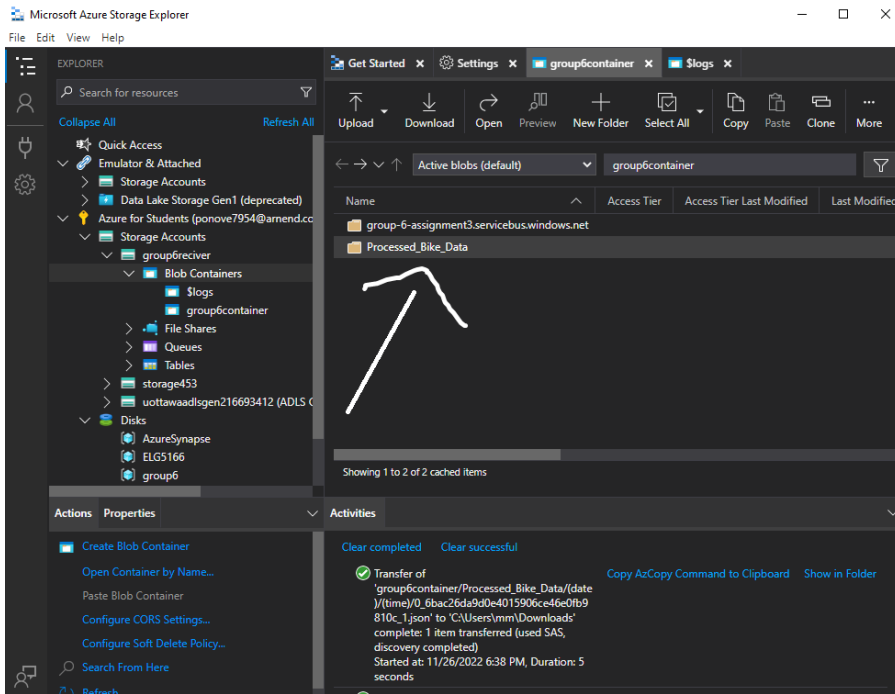 Microsoft Azure Storage Explorer
File Edit View Help
EXPLORER
Search for resources
Collapse All Refresh All
Quick Access
Emulator & Attached
Storage Accounts
Data Lake Storage Gen1 (deprecated)
Azure for Students (ponove7954@arnend.co
Storage Accounts
group6reciver
Blob Containers
$logs
group6container
File Shares
Queues
Tables
storage453
uottawaadlsgen216693412 (ADLS G
Disks
AzureSynapse
ELG5166
group6
Actions Properties
Create Blob Container
Open Container by Name...
Paste Blob Container
Configure CORS Settings...
Configure Soft Delete Policy...
Search From Here
Refresh
Get Started Settings group6container $logs
Upload Download Open Preview New Folder Select All Copy Paste Clone More
Active blobs (default) group6container
Name Access Tier Access Tier Last Modified Last Modified
group-6-assignment3.servicebus.windows.net
Processed_Bike_Data
Showing 1 to 2 of 2 cached items
Activities
Clear completed Clear successful
Transfer of Copy AzCopy Command to Clipboard Show in Folder
'group6container/Processed_Bike_Data/(date
)/(time)/0_6bac26da9d0e4015906ce46e0fb9
810c_1.json' to 'C:\Users\mm\Downloads'
complete: 1 item transferred (used SAS,
discovery completed)
Started at: 11/26/2022 6:38 PM, Duration: 5
seconds